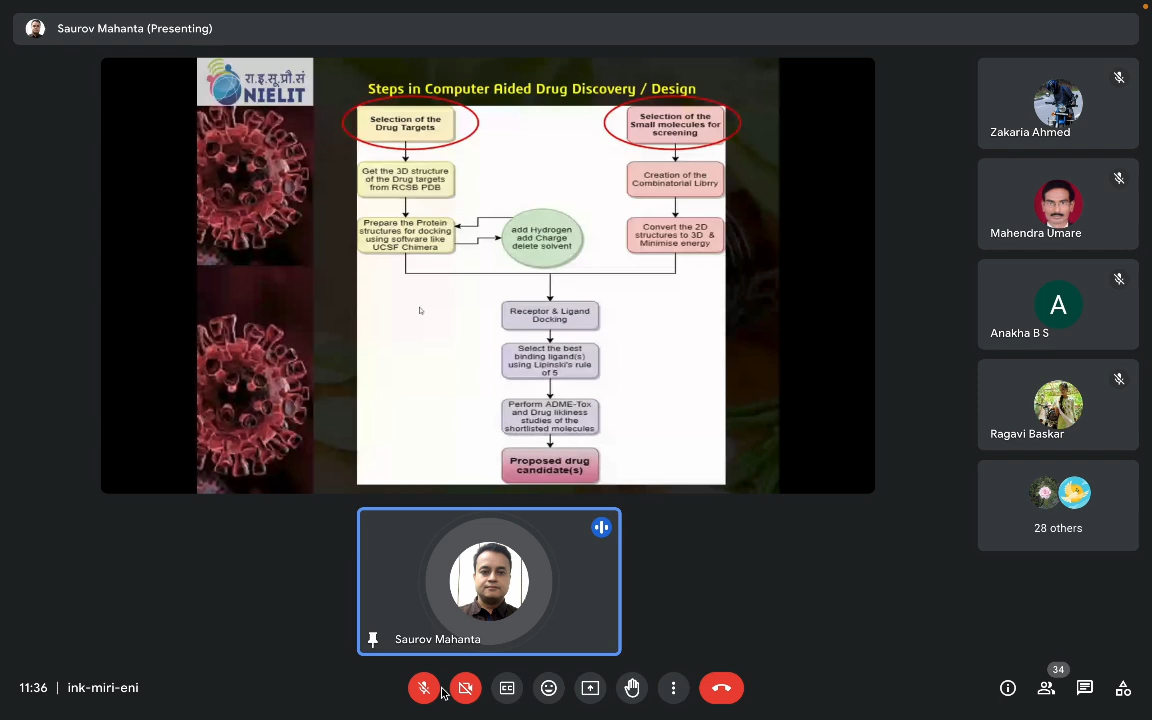 Saurov Mahanta (Presenting)
रा.इ.सू.प्रौ.सं
NIELIT
Steps in Computer Aided Drug Discovery / Design
Selection of the
Drug Targets
Get the 3D structure
of the Drug targets
from RCSB PDB
Prepare the Protein
structures for docking
using software like
UCSF Chimera
add Hydrogen
add Charge
delete solvent
Selection of the
Small molecules for
screening
Creation of the
Combinatorial Librry
Convert the 2D
structures to 3D &
Minimise energy
Receptor & Ligand
Docking
Select the best
binding ligand(s)
using Lipinski's rule
of 5
Perform ADME-Tox
and Drug likliness
studies of the
shortlisted molecules
Proposed drug
candidate(s)
Zakaria Ahmed
Mahendra Umare
A
Anakha B S
Ragavi Baskar
28 others
Saurov Mahanta
11:36 | ink-miri-eni
CC
34